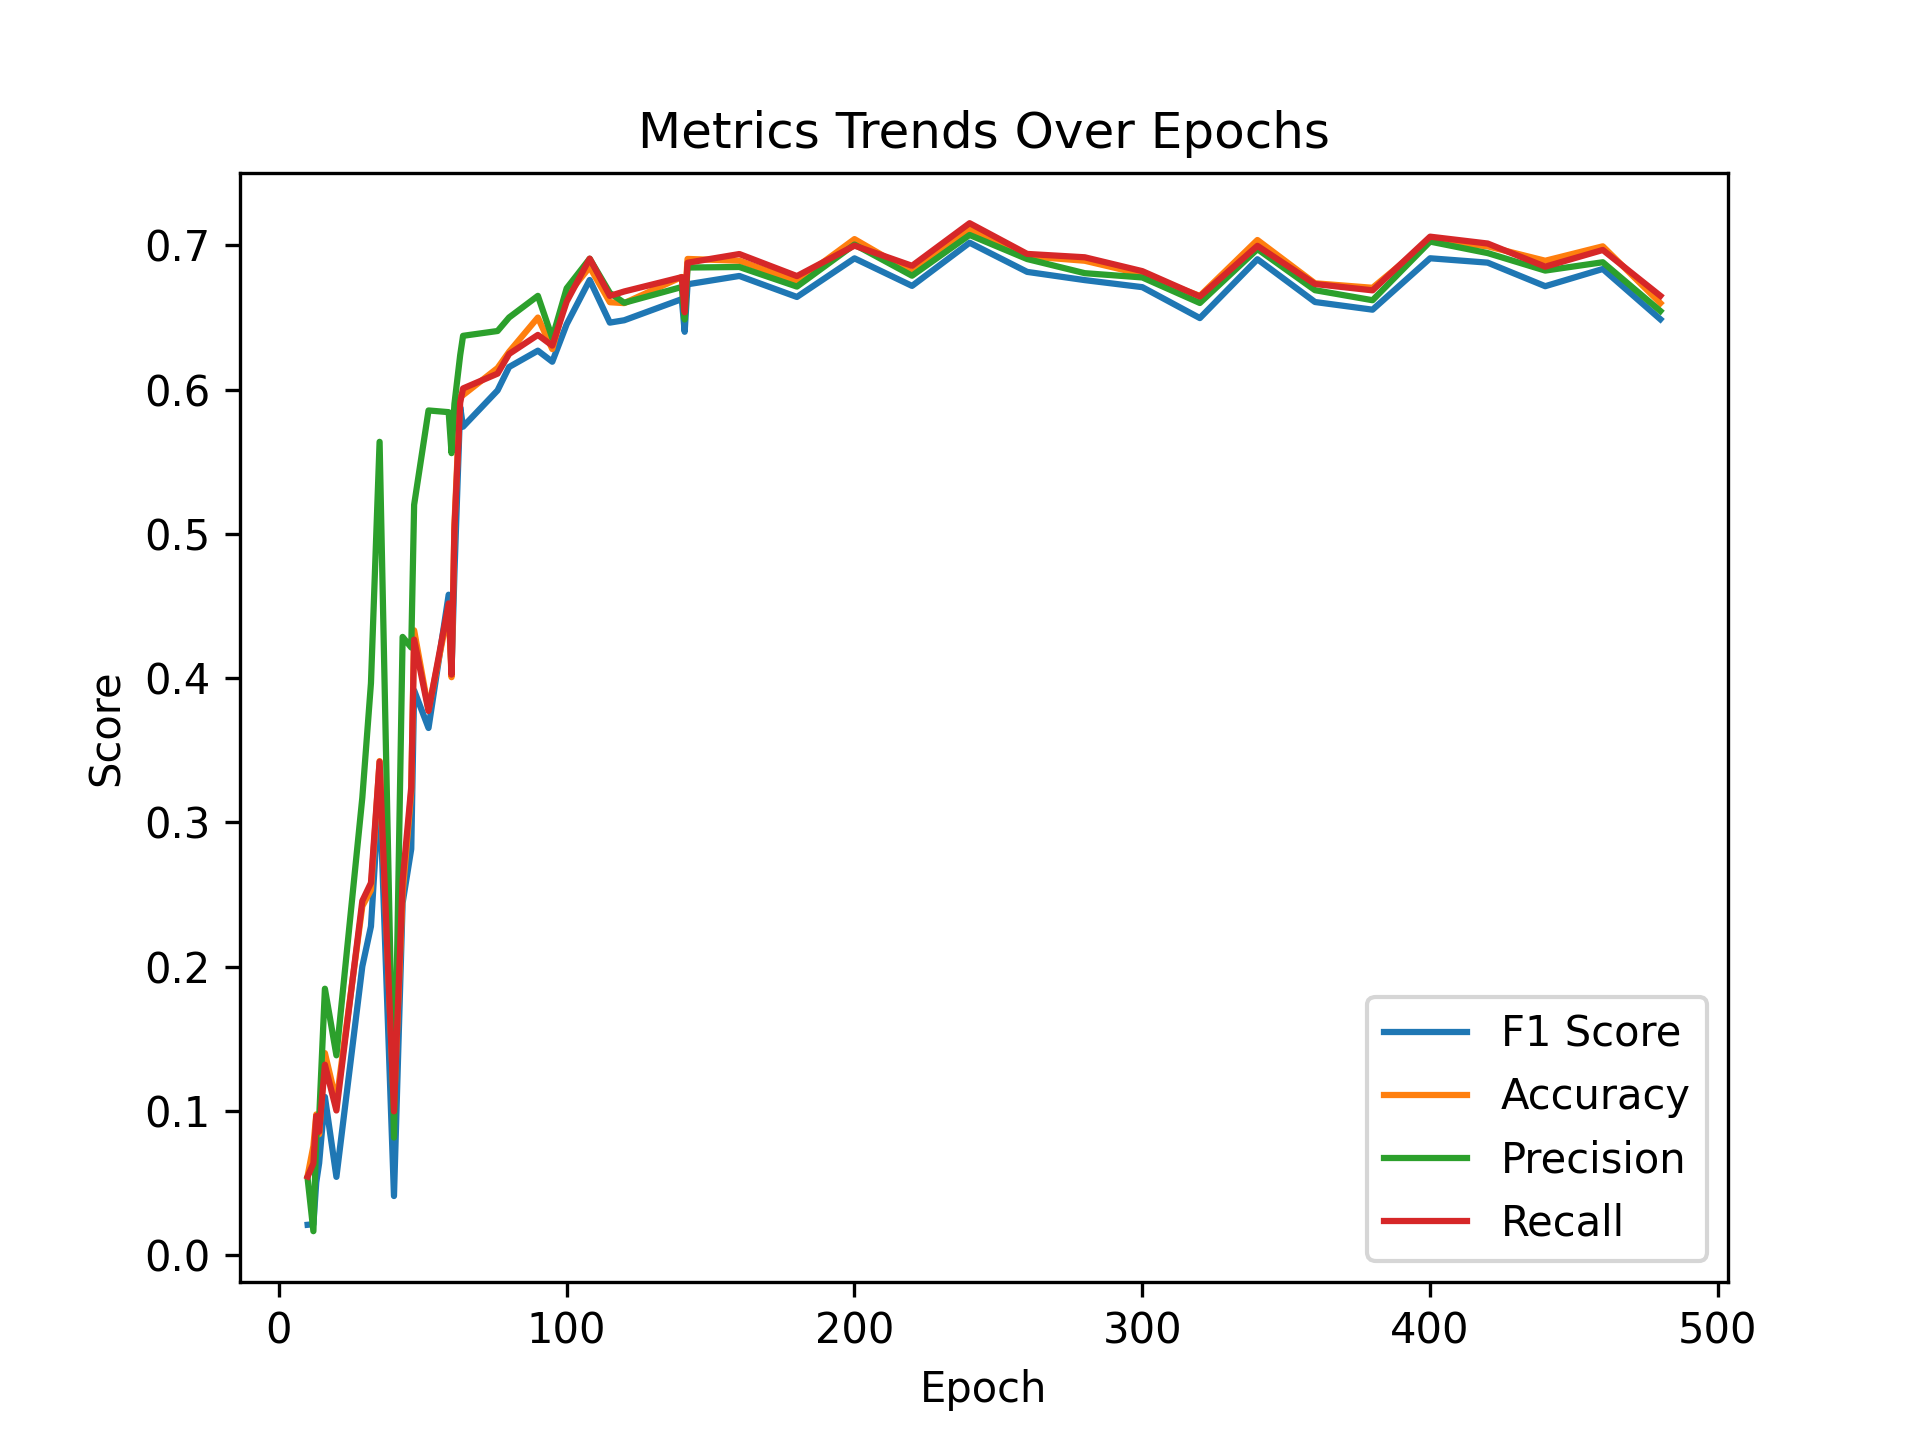 Metrics Trends Over Epochs
0.7
0.6
0.5
0.4
0.3
0.2
0.1
0.0
Score
0 100 200 300 400 500
Epoch
F1 Score
Accuracy
Precision
Recall